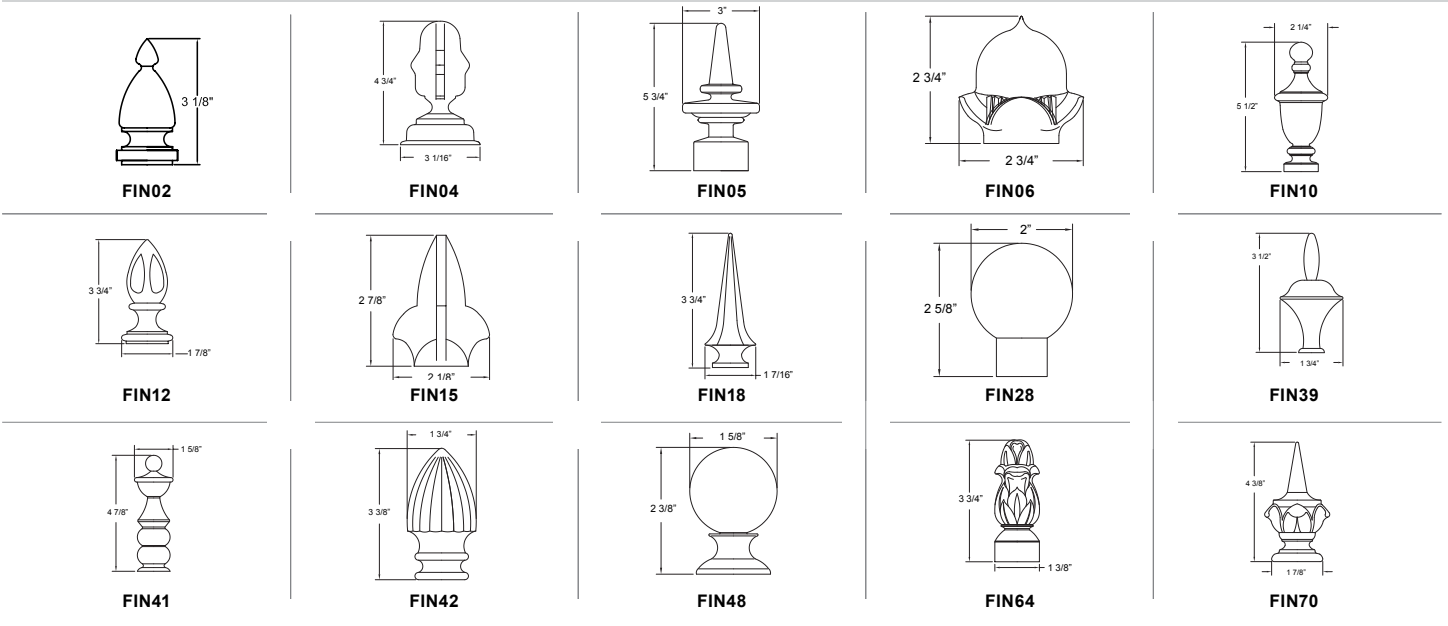 3 1/8"
FIN02
4 3/4"
3 1/16"
FIN04
3"
5 3/4"
FIN05
2 3/4"
2 3/4"
FIN06
2 1/4"
5 1/2"
FIN10
3 3/4"
1 7/8"
FIN12
2 7/8"
2 1/8"
FIN15
3 3/4"
1 7/16"
FIN18
2"
2 5/8"
FIN28
3 1/2"
1 3/4"
FIN39
1 5/8"
4 7/8"
FIN41
1 3/4"
3 3/8"
FIN42
1 5/8"
2 3/8"
FIN48
3 3/4"
1 3/8"
FIN64
4 3/8"
1 7/8"
FIN70